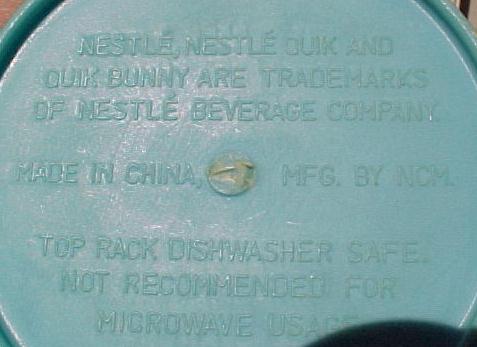 NESTLÉ, NESTLÉ QUIK AND
QUIK BUNNY ARE TRADEMARKS
OF NESTLÉ BEVERAGE COMPANY.
MADE IN CHINA, MFG. BY NCM.
TOP RACK DISHWASHER SAFE.
NOT RECOMMENDED FOR
MICROWAVE USAGE